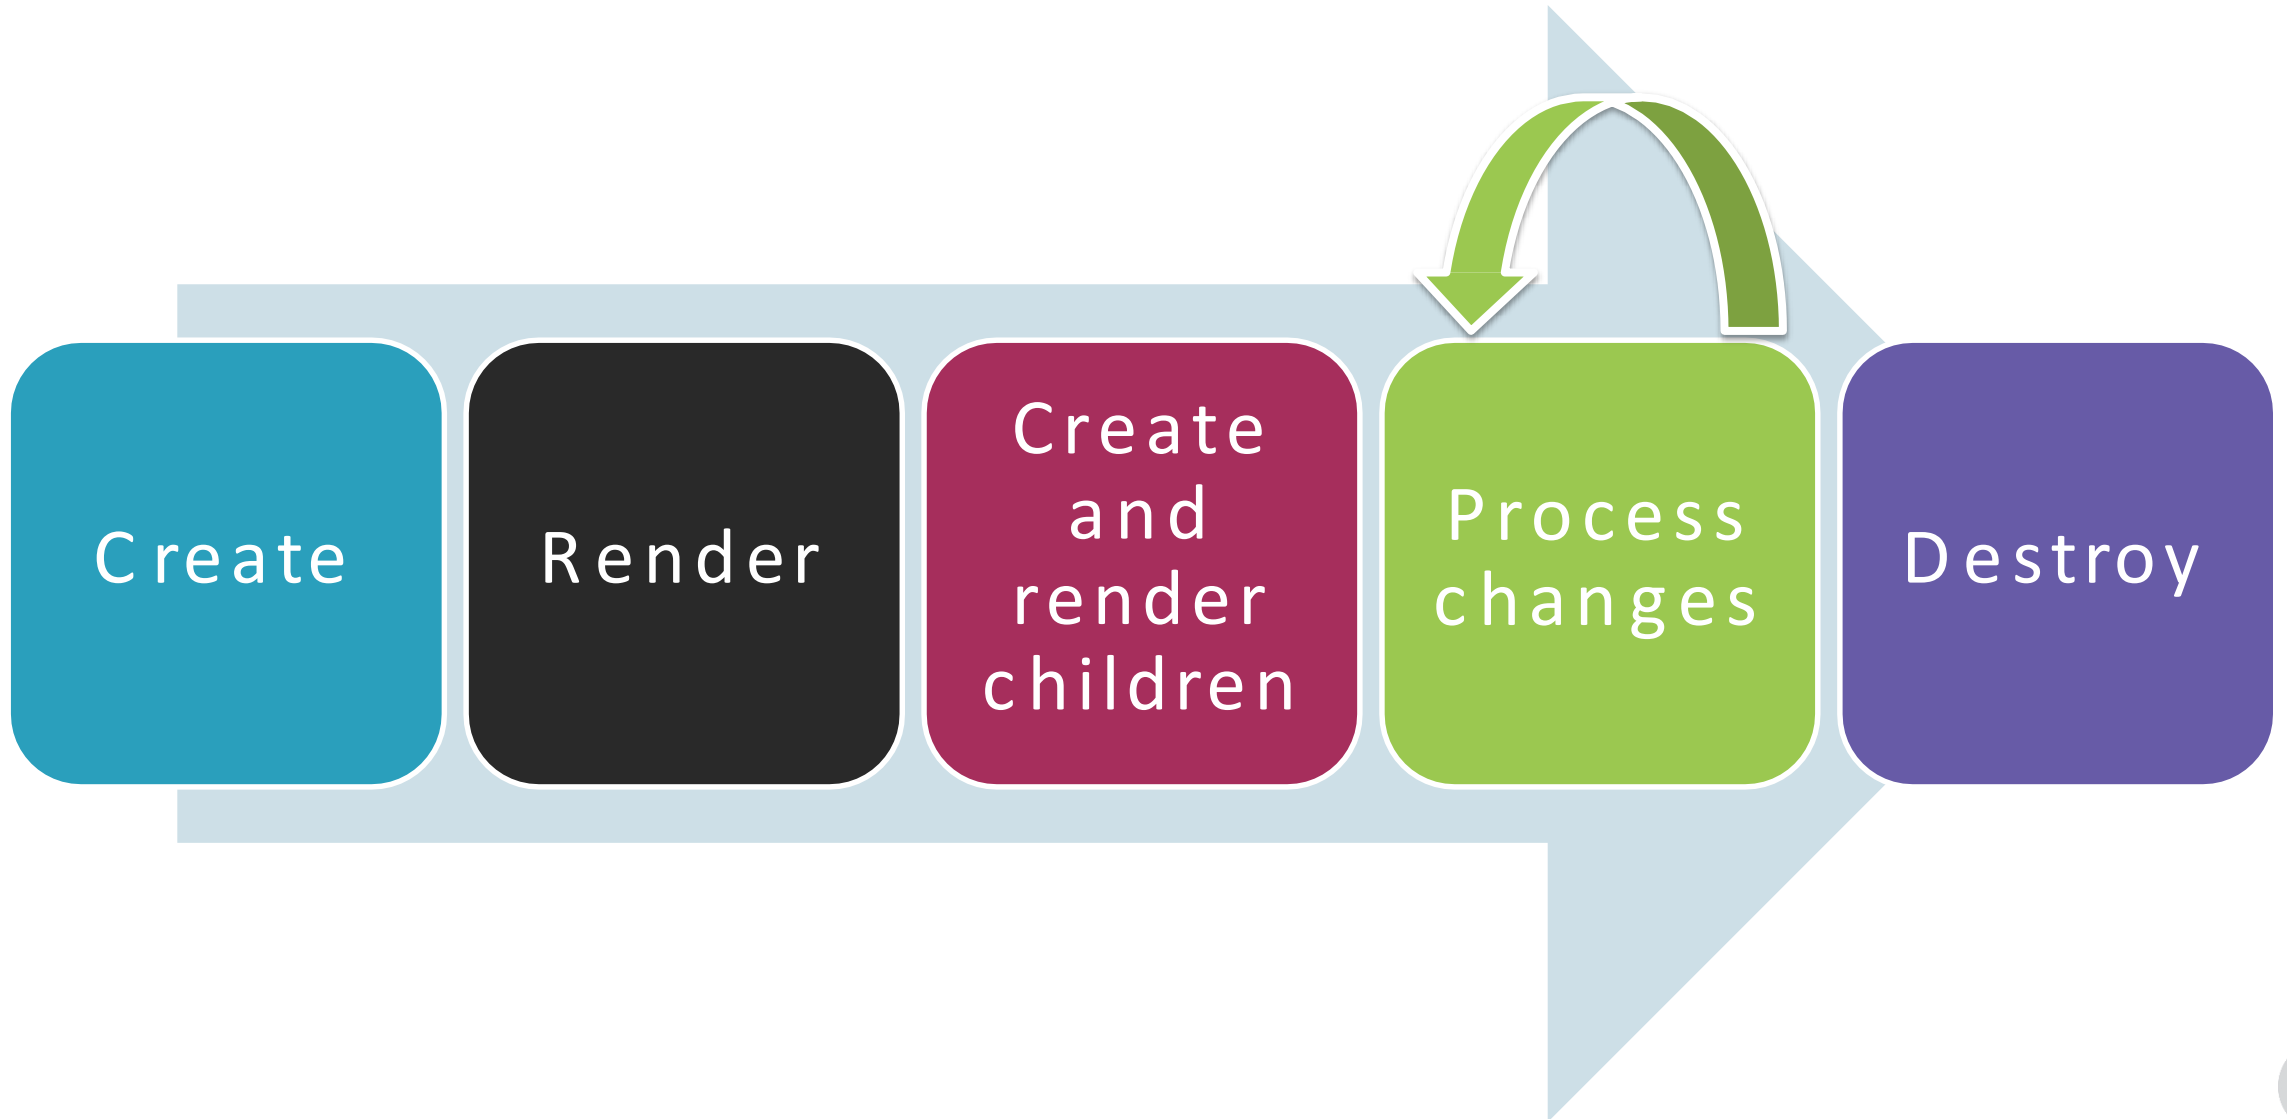 Create
Render
Create
and
render
children
Process
changes
Destroy